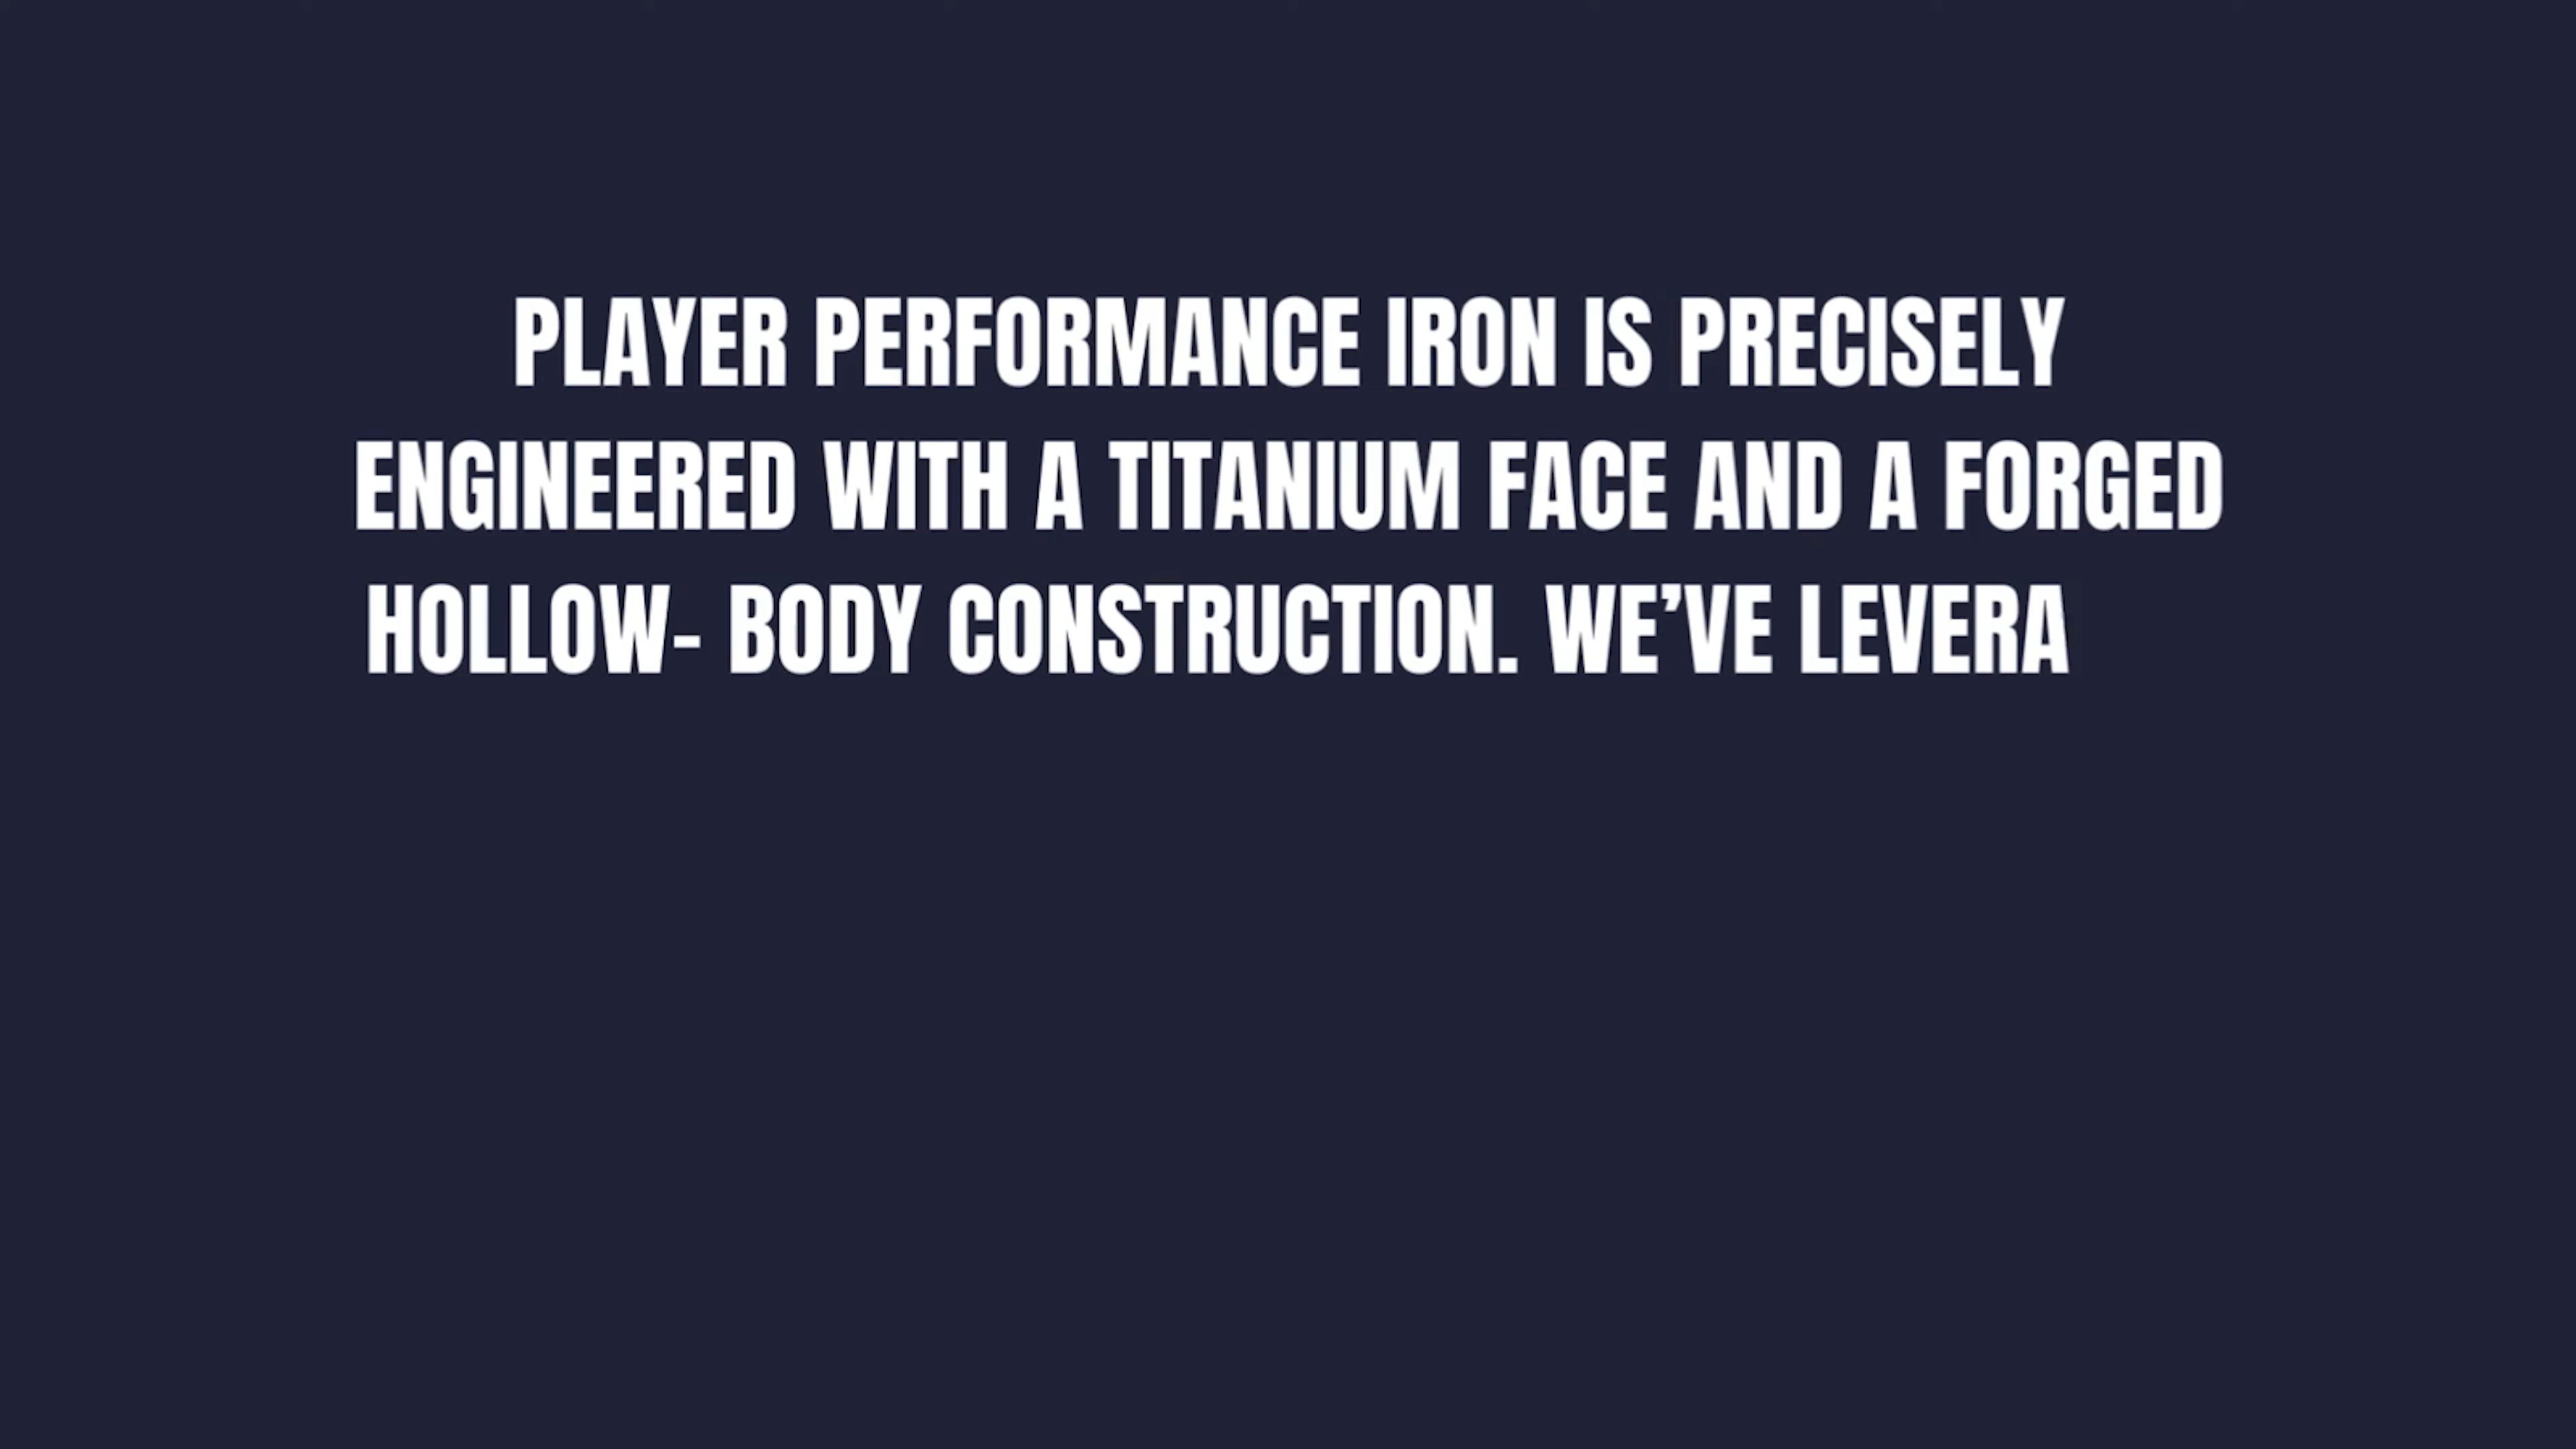 PLAYER PERFORMANCE IRON IS PRECISELY
ENGINEERED WITH A TITANIUM FACE AND A FORGED
HOLLOW- BODY CONSTRUCTION. WE’VE LEVERA